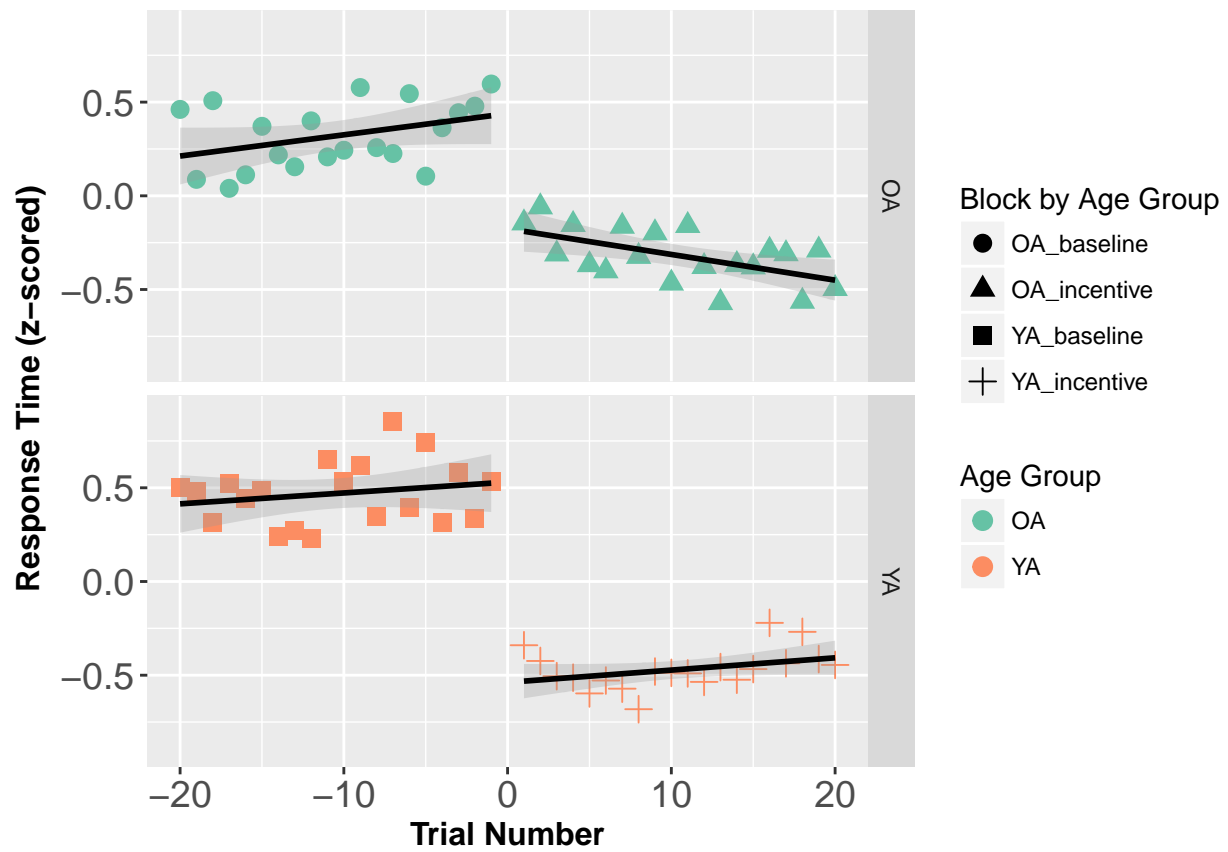 Response Time (z−scored)
0.5
0.0
−0.5
OA
0.5
0.0
−0.5
YA
−20
−10
0
10
20
Trial Number
Block by Age Group
OA_baseline
OA_incentive
YA_baseline
YA_incentive
Age Group
OA
YA